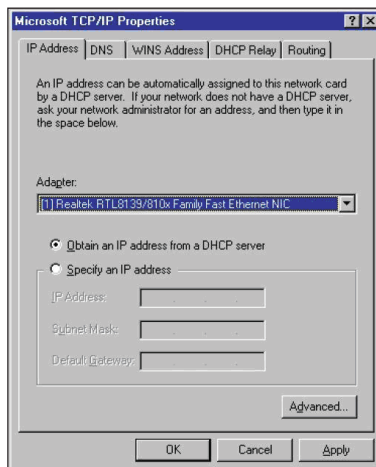 Microsoft TCP/IP Properties
IP Address DNS WINS Address DHCP Relay Routing
An IP address can be automatically assigned to this network card
by a DHCP server. If your network does not have a DHCP server,
ask your network administrator for an address, and then type it in
the space below.
Adapter:
[1] Realtek RTL8139/810x Family Fast Ethernet NIC
Obtain an IP address from a DHCP server
Specify an IP address
IP Address:
Subnet Mask:
Default Gateway:
Advanced...
OK Cancel Apply